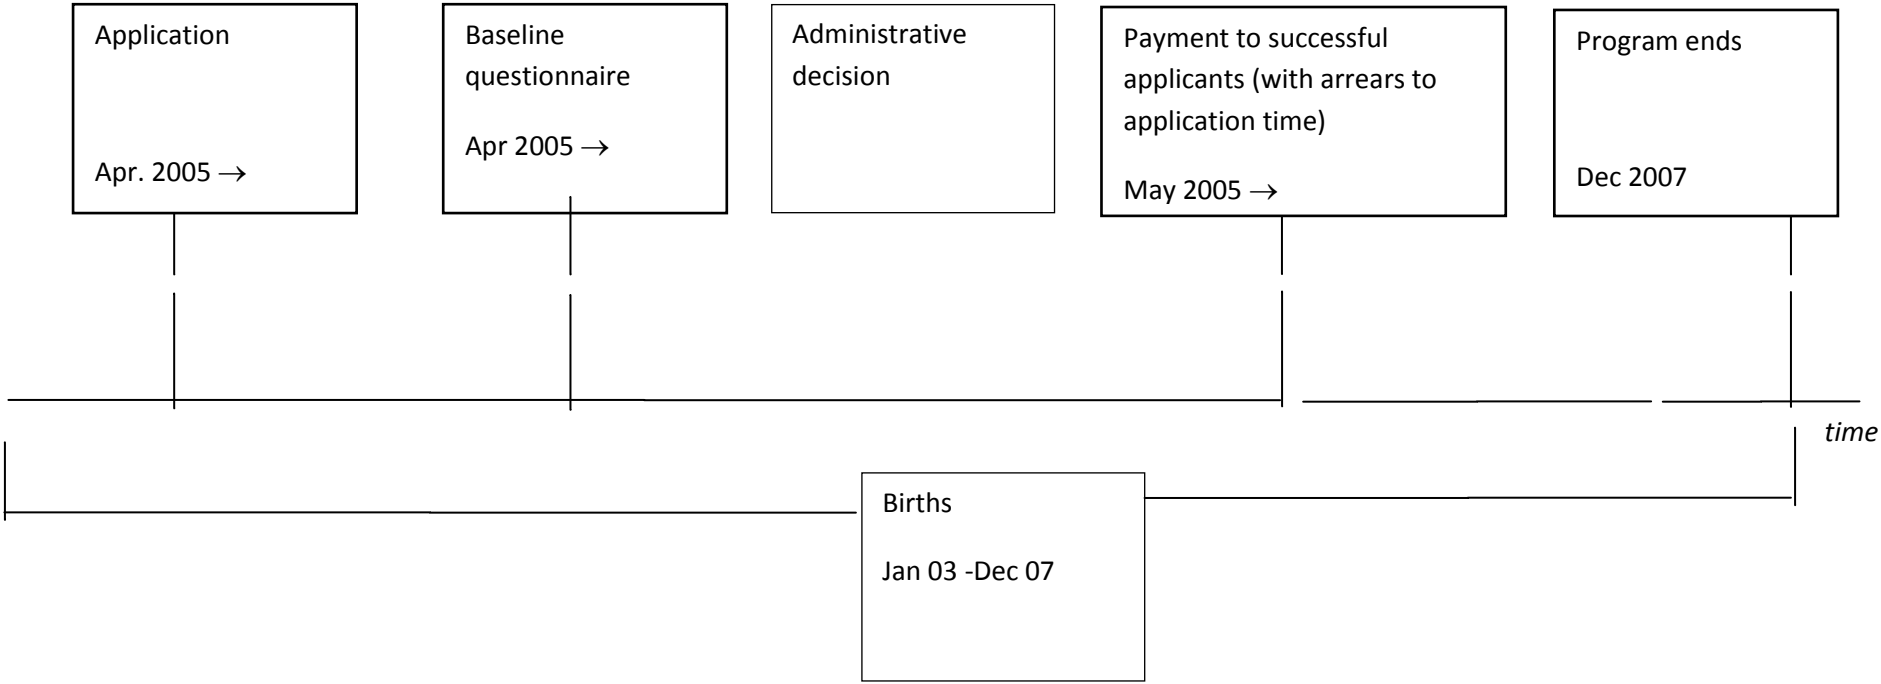 Application
Apr. 2005 →
Baseline
questionnaire
Apr 2005 →
Administrative
decision
Payment to successful
applicants (with arrears to
application time)
May 2005 →
Program ends
Dec 2007
time
Births
Jan 03 -Dec 07